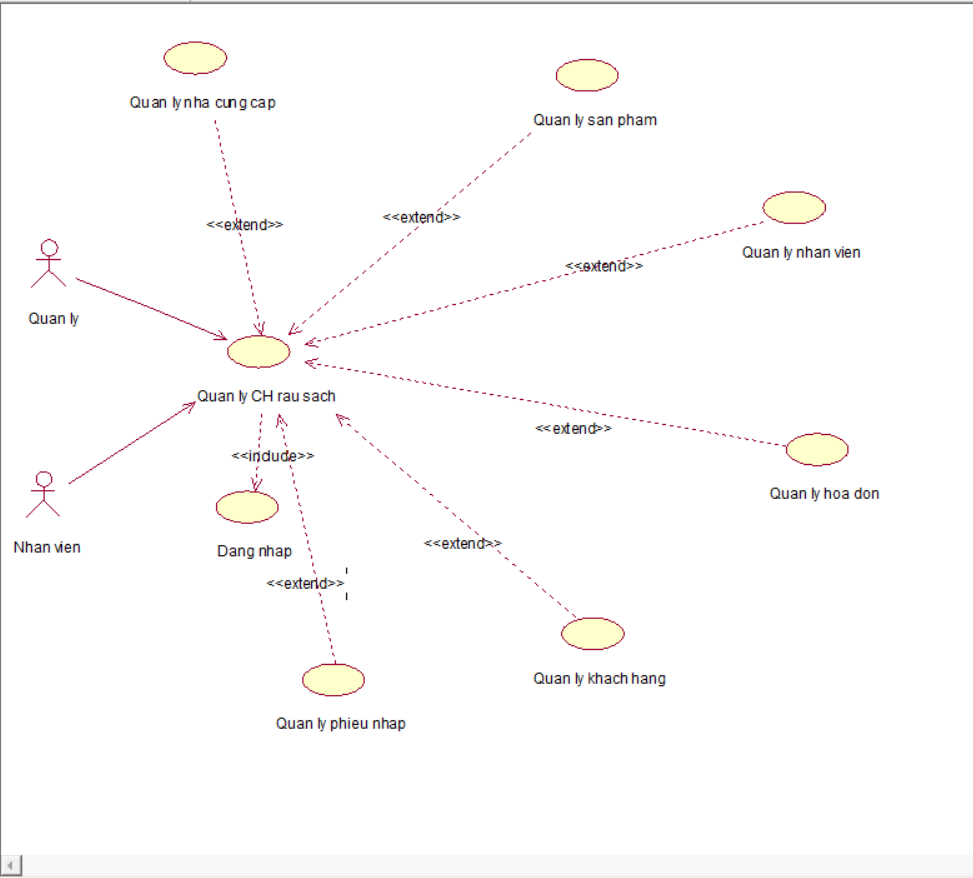 Quan ly nha cung cap
Quan ly san pham
<<extend>>
<<extend>>
Quan ly nhan vien
<<extend>>
Quan ly
Quan ly CH rau sach
<<extend>>
<<include>>
Quan ly hoa don
Nhan vien
Dang nhap
<<extend>>
<<extend>>
Quan ly khach hang
Quan ly phieu nhap